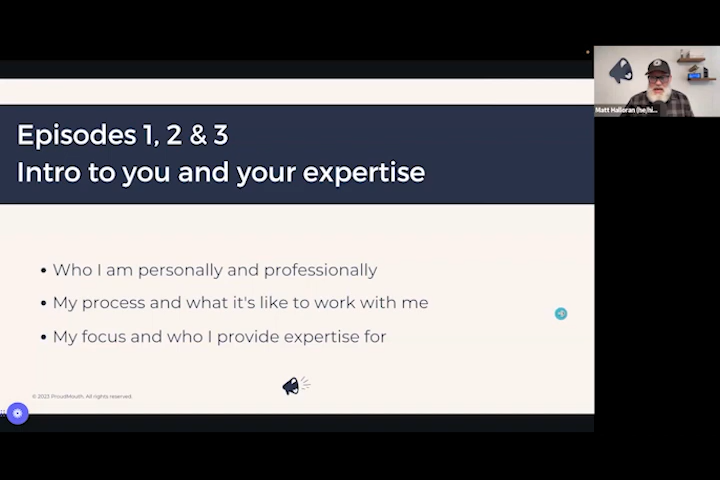 Episodes 1, 2 & 3
Intro to you and your expertise
Who I am personally and professionally
My process and what it's like to work with me
My focus and who I provide expertise for
© 2023 ProudMouth. All rights reserved.
Matt Halloran (he/hi...